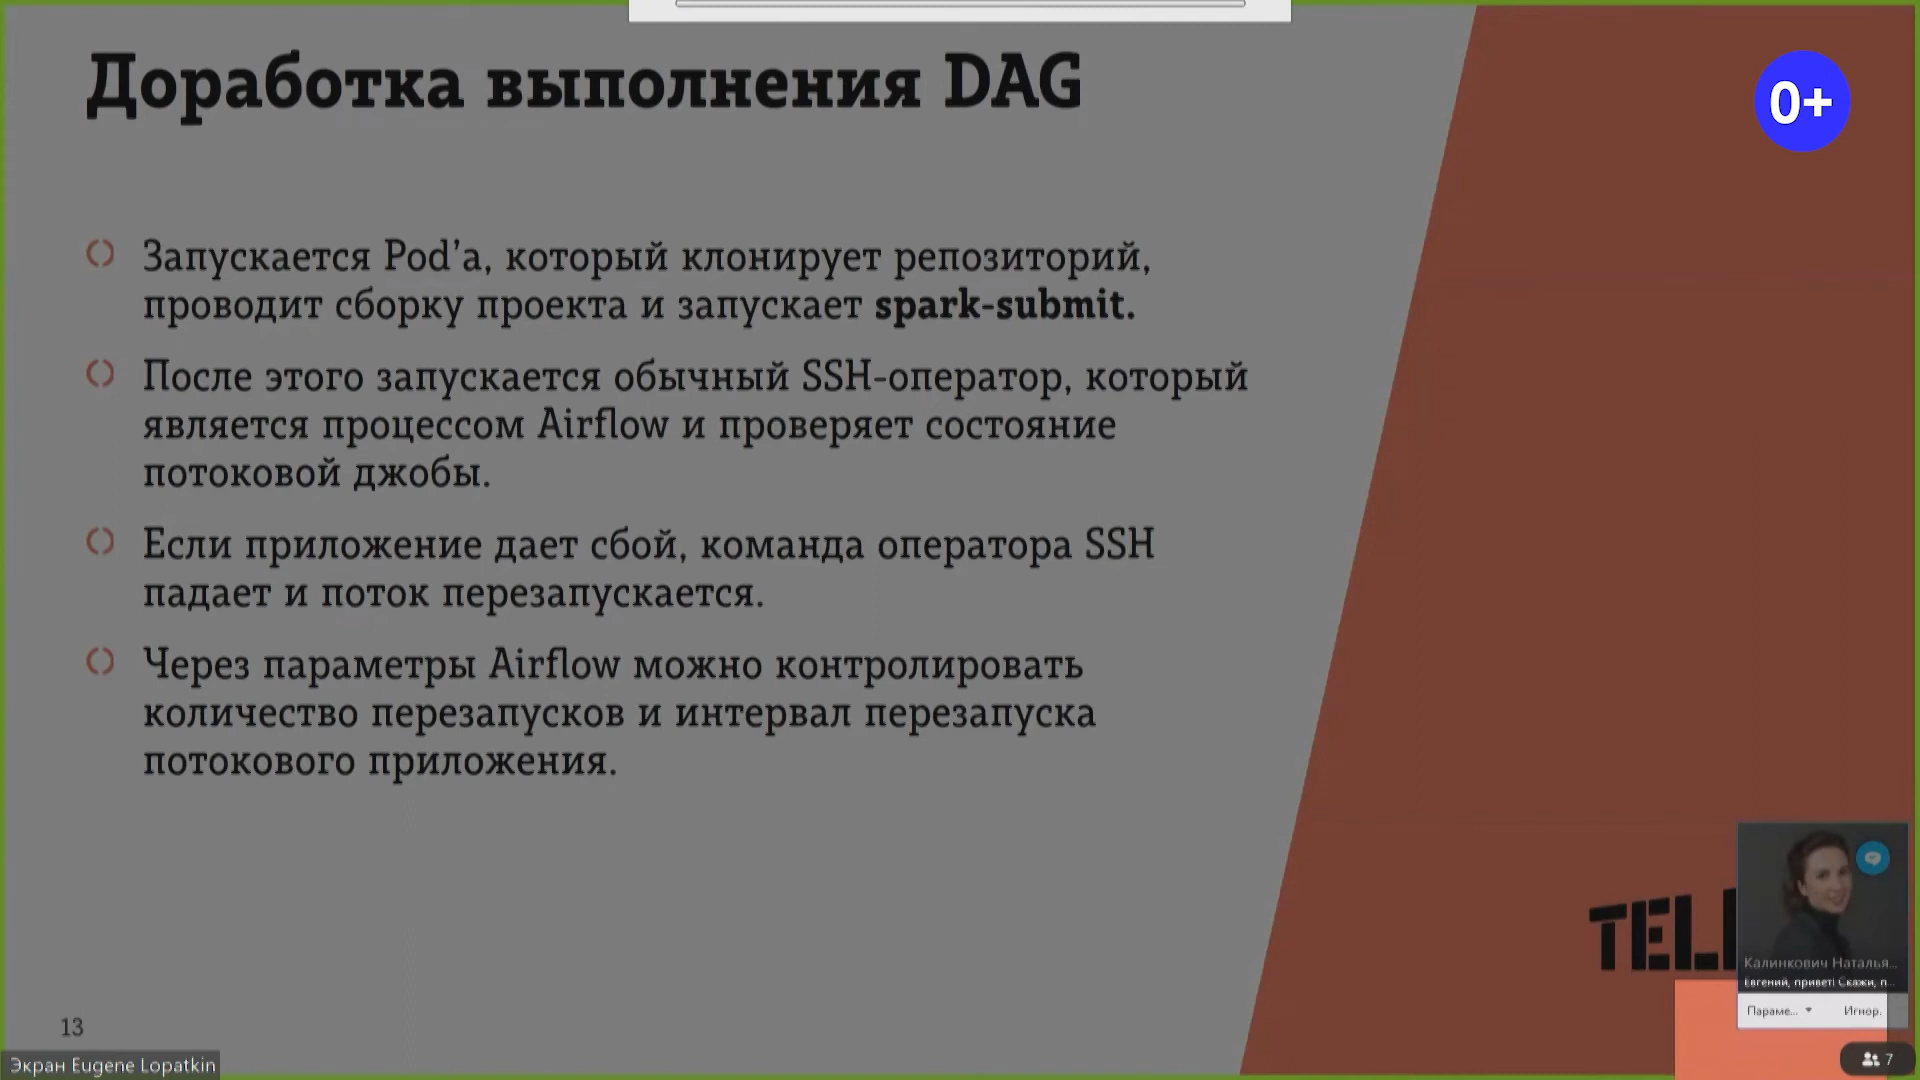 Доработка выполнения DAG
0+
Запускается Pod’а, который клонирует репозиторий,
проводит сборку проекта и запускает spark-submit.
После этого запускается обычный SSH-оператор, который
является процессом Airflow и проверяет состояние
потоковой джобы.
Если приложение дает сбой, команда оператора SSH
падает и поток перезапускается.
Через параметры Airflow можно контролировать
количество перезапусков и интервал перезапуска
потокового приложения.
TEL
Калинкович Наталья...
Евгений, привет! Скажи, п...
Параме... Игнор.
13
Экран Eugene Lopatkin
7